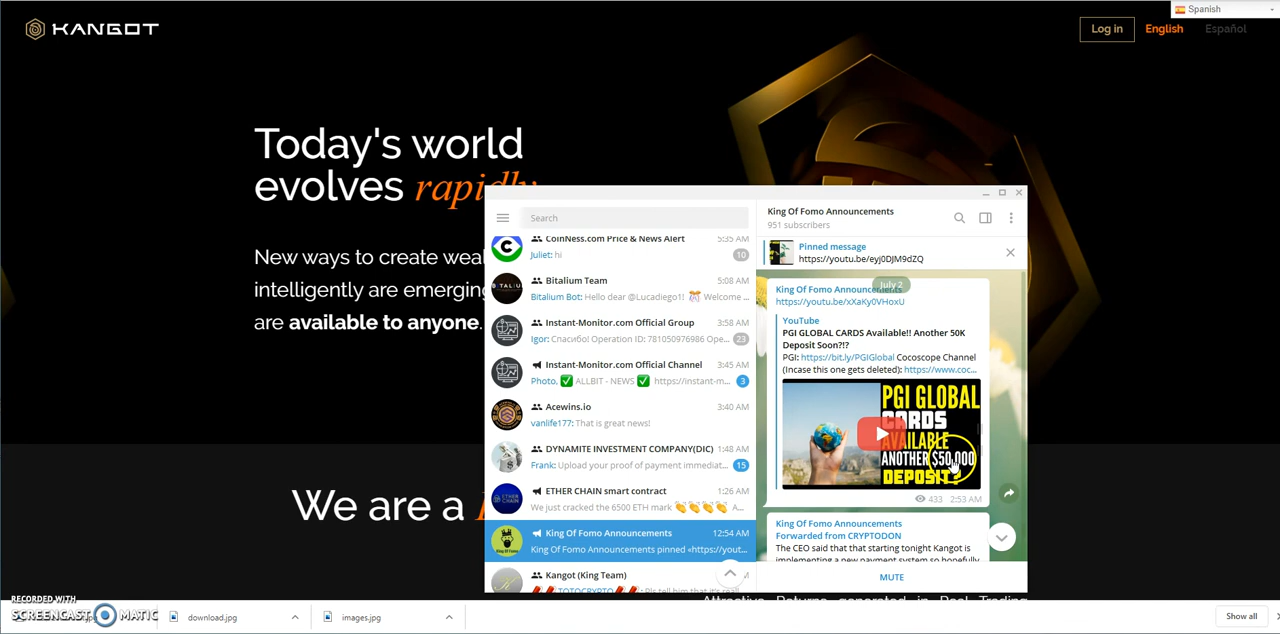 Spanish
KANGOT
Log in
English
Español
Today's world
evolves rapidly
New ways to create weal
intelligently are emerging
are available to anyone.
We are a
Search
CoinNess.com Price & News Alert 5:35 AM
Juliet: hi 10
Bitalium Team 5:08 AM
BITALIUM
Bitalium Bot: Hello dear @Lucadiego1! Welcome ...
Instant-Monitor.com Official Group 3:58 AM
Igor: Спасибо! Operation ID: 781050976986 Ope... 23
Instant-Monitor.com Official Channel 3:45 AM
Photo, ✅ ALLBIT - NEWS ✅ https://instant-m... 3
Acewins.io 3:40 AM
vanlife177: That is great news!
DYNAMITE INVESTMENT COMPANY(DIC) 1:48 AM
Frank: Upload your proof of payment immediat... 15
ETHER CHAIN smart contract 1:26 AM
We just cracked the 6500 ETH mark 👏👏👏👏 A...
King Of Fomo Announcements 12:54 AM
King Of Fomo Announcements pinned «https://yout...
Kangot (King Team)
King Of Fomo Announcements
951 subscribers
Pinned message
https://youtu.be/eyj0DJM9dZQ
July 2
King Of Fomo Announcements
https://youtu.be/xXaKy0VHoxU
YouTube
PGI GLOBAL CARDS Available!! Another 50K
Deposit Soon?!?
PGI: https://bit.ly/PGIGlobal Cocoscope Channel
(Incase this one gets deleted): https://www.coc...
PGI GLOBAL
CARDS
AVAILABLE
ANOTHER $50,000
DEPOSIT?
433 2:53 AM
King Of Fomo Announcements
Forwarded from CRYPTODON
The CEO said that that starting tonight Kangot is
implementing a new payment system so hopefully
MUTE
Attractive Returns generated in Real Trading
RECORDED WITH
SCREENCAST MATIC
download.jpg
images.jpg
Show all